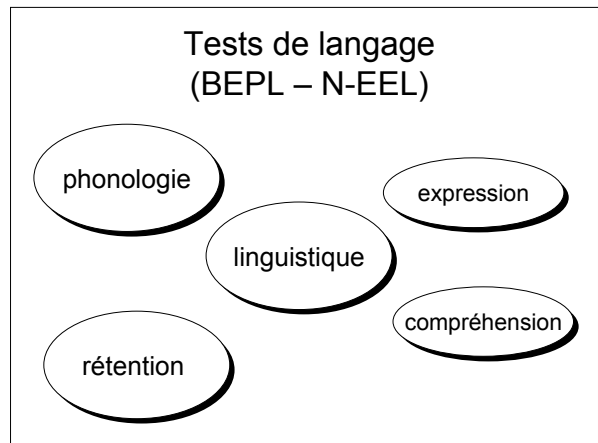 Tests de langage
(BEPL – N-EEL)
phonologie
expression
linguistique
compréhension
rétention